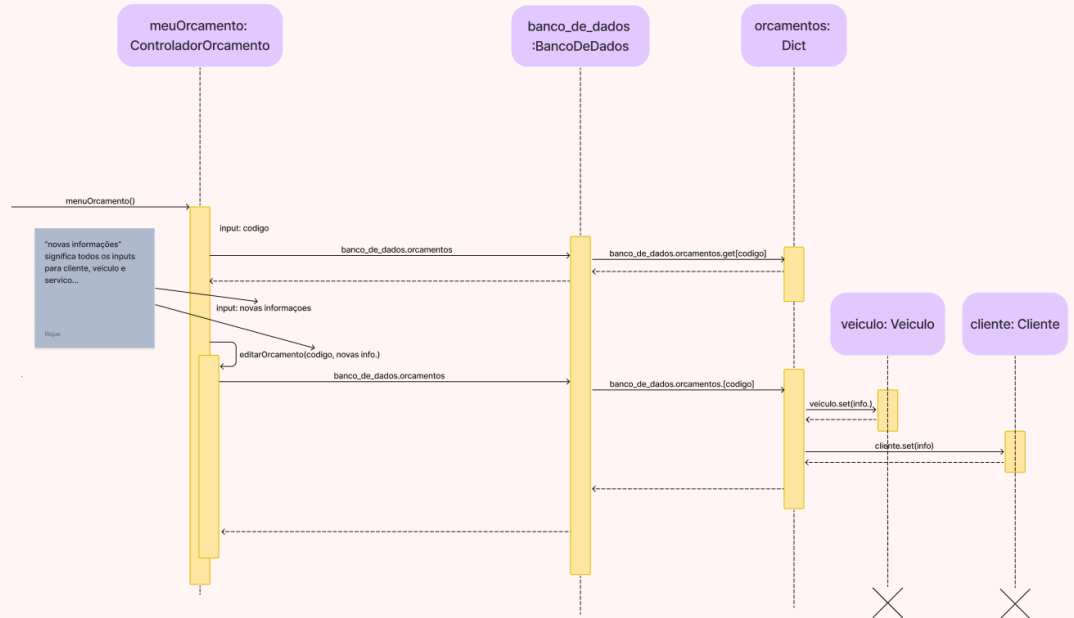 meuOrcamento:
ControladorOrcamento
banco_de_dados
:BancoDeDados
orcamentos:
Dict
menuOrcamento()
input: codigo
"novas informações"
significa todos os inputs
para cliente, veiculo e
servico...
Rique
banco_de_dados.orcamentos
banco_de_dados.orcamentos.get[codigo]
input: novas informaçoes
veiculo: Veiculo
cliente: Cliente
editarOrcamento(codigo, novas info.)
banco_de_dados.orcamentos
banco_de_dados.orcamentos.[codigo]
veiculo.set(info.)
cliente.set(info)